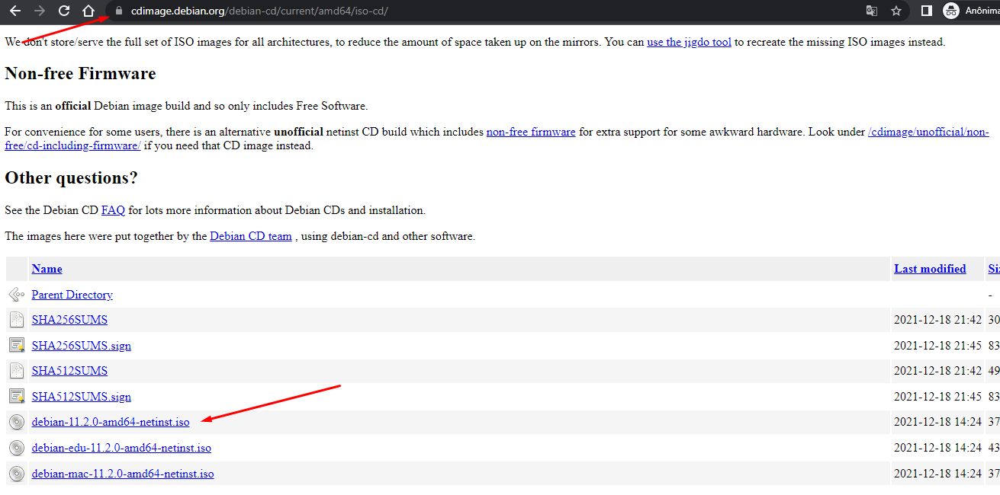 cdimage.debian.org/debian-cd/current/amd64/iso-cd/
Anônima
We don't store/serve the full set of ISO images for all architectures, to reduce the amount of space taken up on the mirrors. You can use the jigdo tool to recreate the missing ISO images instead.
Non-free Firmware
This is an official Debian image build and so only includes Free Software.
For convenience for some users, there is an alternative unofficial netinst CD build which includes non-free firmware for extra support for some awkward hardware. Look under /cdimage/unofficial/non-
free/cd-including-firmware/ if you need that CD image instead.
Other questions?
See the Debian CD FAQ for lots more information about Debian CDs and installation.
The images here were put together by the Debian CD team , using debian-cd and other software.
Name Last modified Si
Parent Directory -
SHA256SUMS 2021-12-18 21:42 30
SHA256SUMS.sign 2021-12-18 21:45 83
SHA512SUMS 2021-12-18 21:42 49
SHA512SUMS.sign 2021-12-18 21:45 83
debian-11.2.0-amd64-netinst.iso 2021-12-18 14:24 37
debian-edu-11.2.0-amd64-netinst.iso 2021-12-18 14:24 43
debian-mac-11.2.0-amd64-netinst.iso 2021-12-18 14:24 37